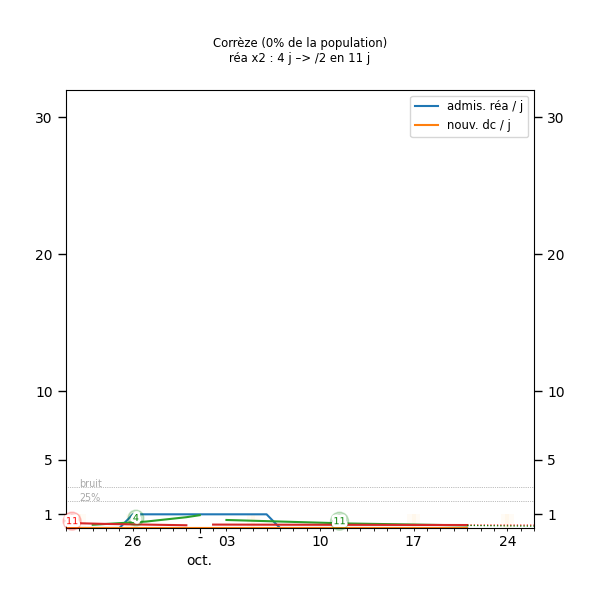 Corrèze (0% de la population)
réa x2 : 4 j –> /2 en 11 j
admis. réa / j
nouv. dc / j
30 30
20 20
10 10
5 5
bruit
25%
1 1
11 4 11
26 - 03 10 17 24
oct.